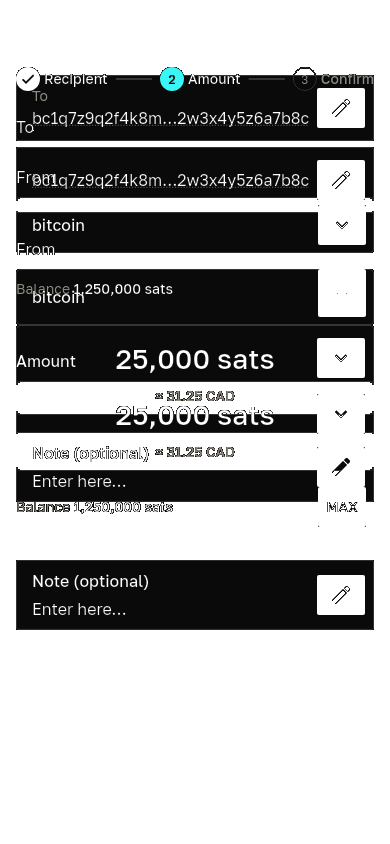 Recipient 2 Amount 3 Confirm
To
bc1q7z9q2f4k8m...2w3x4y5z6a7b8c
To
From
bc1q7z9q2f4k8m...2w3x4y5z6a7b8c
bitcoin
From
Balance 1,250,000 sats
bitcoin
Amount 25,000 sats
≈ 31.25 CAD
25,000 sats
Note (optional) ≈ 31.25 CAD
Enter here...
Balance 1,250,000 sats MAX
Note (optional)
Enter here...